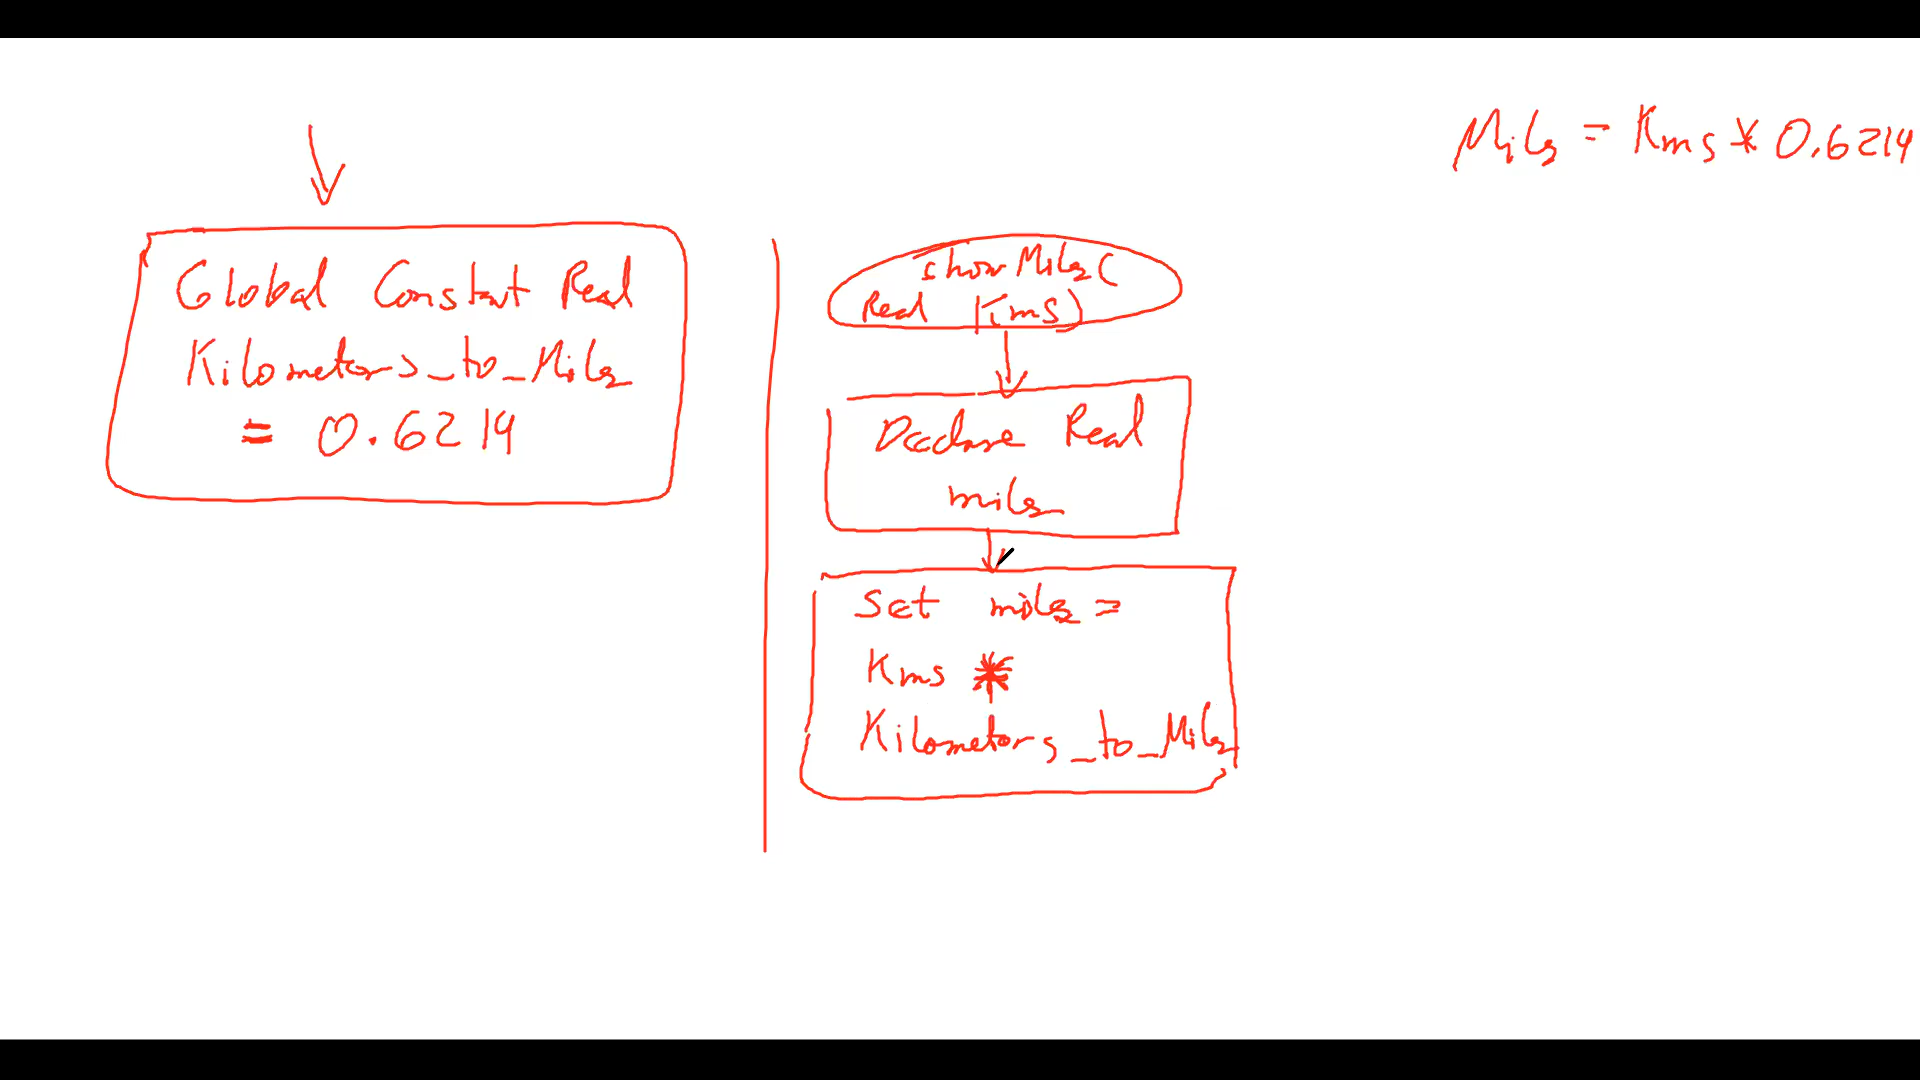 Miles = Kms * 0.6214
Global Constant Real
Kilometers_to_Miles
= 0.6214
showMiles(
Real Kms)
Declare Real
miles
Set miles =
Kms *
Kilometers_to_Miles